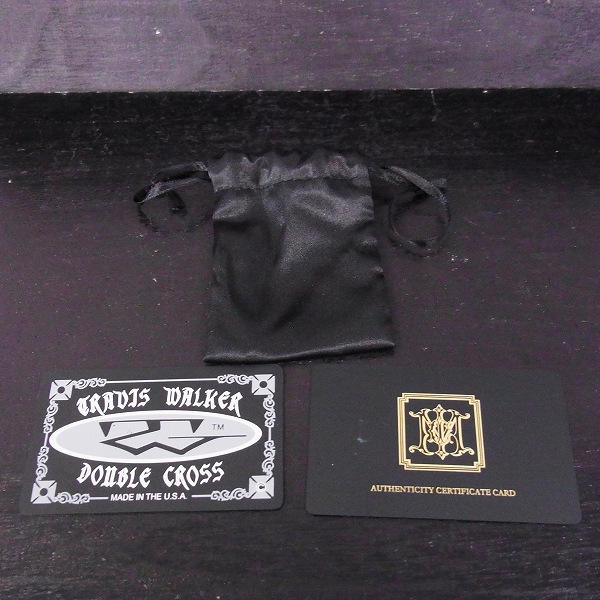 TRAVIS WALKER
TM
DOUBLE CROSS
MADE IN THE U.S.A.
AUTHENTICITY CERTIFICATE CARD